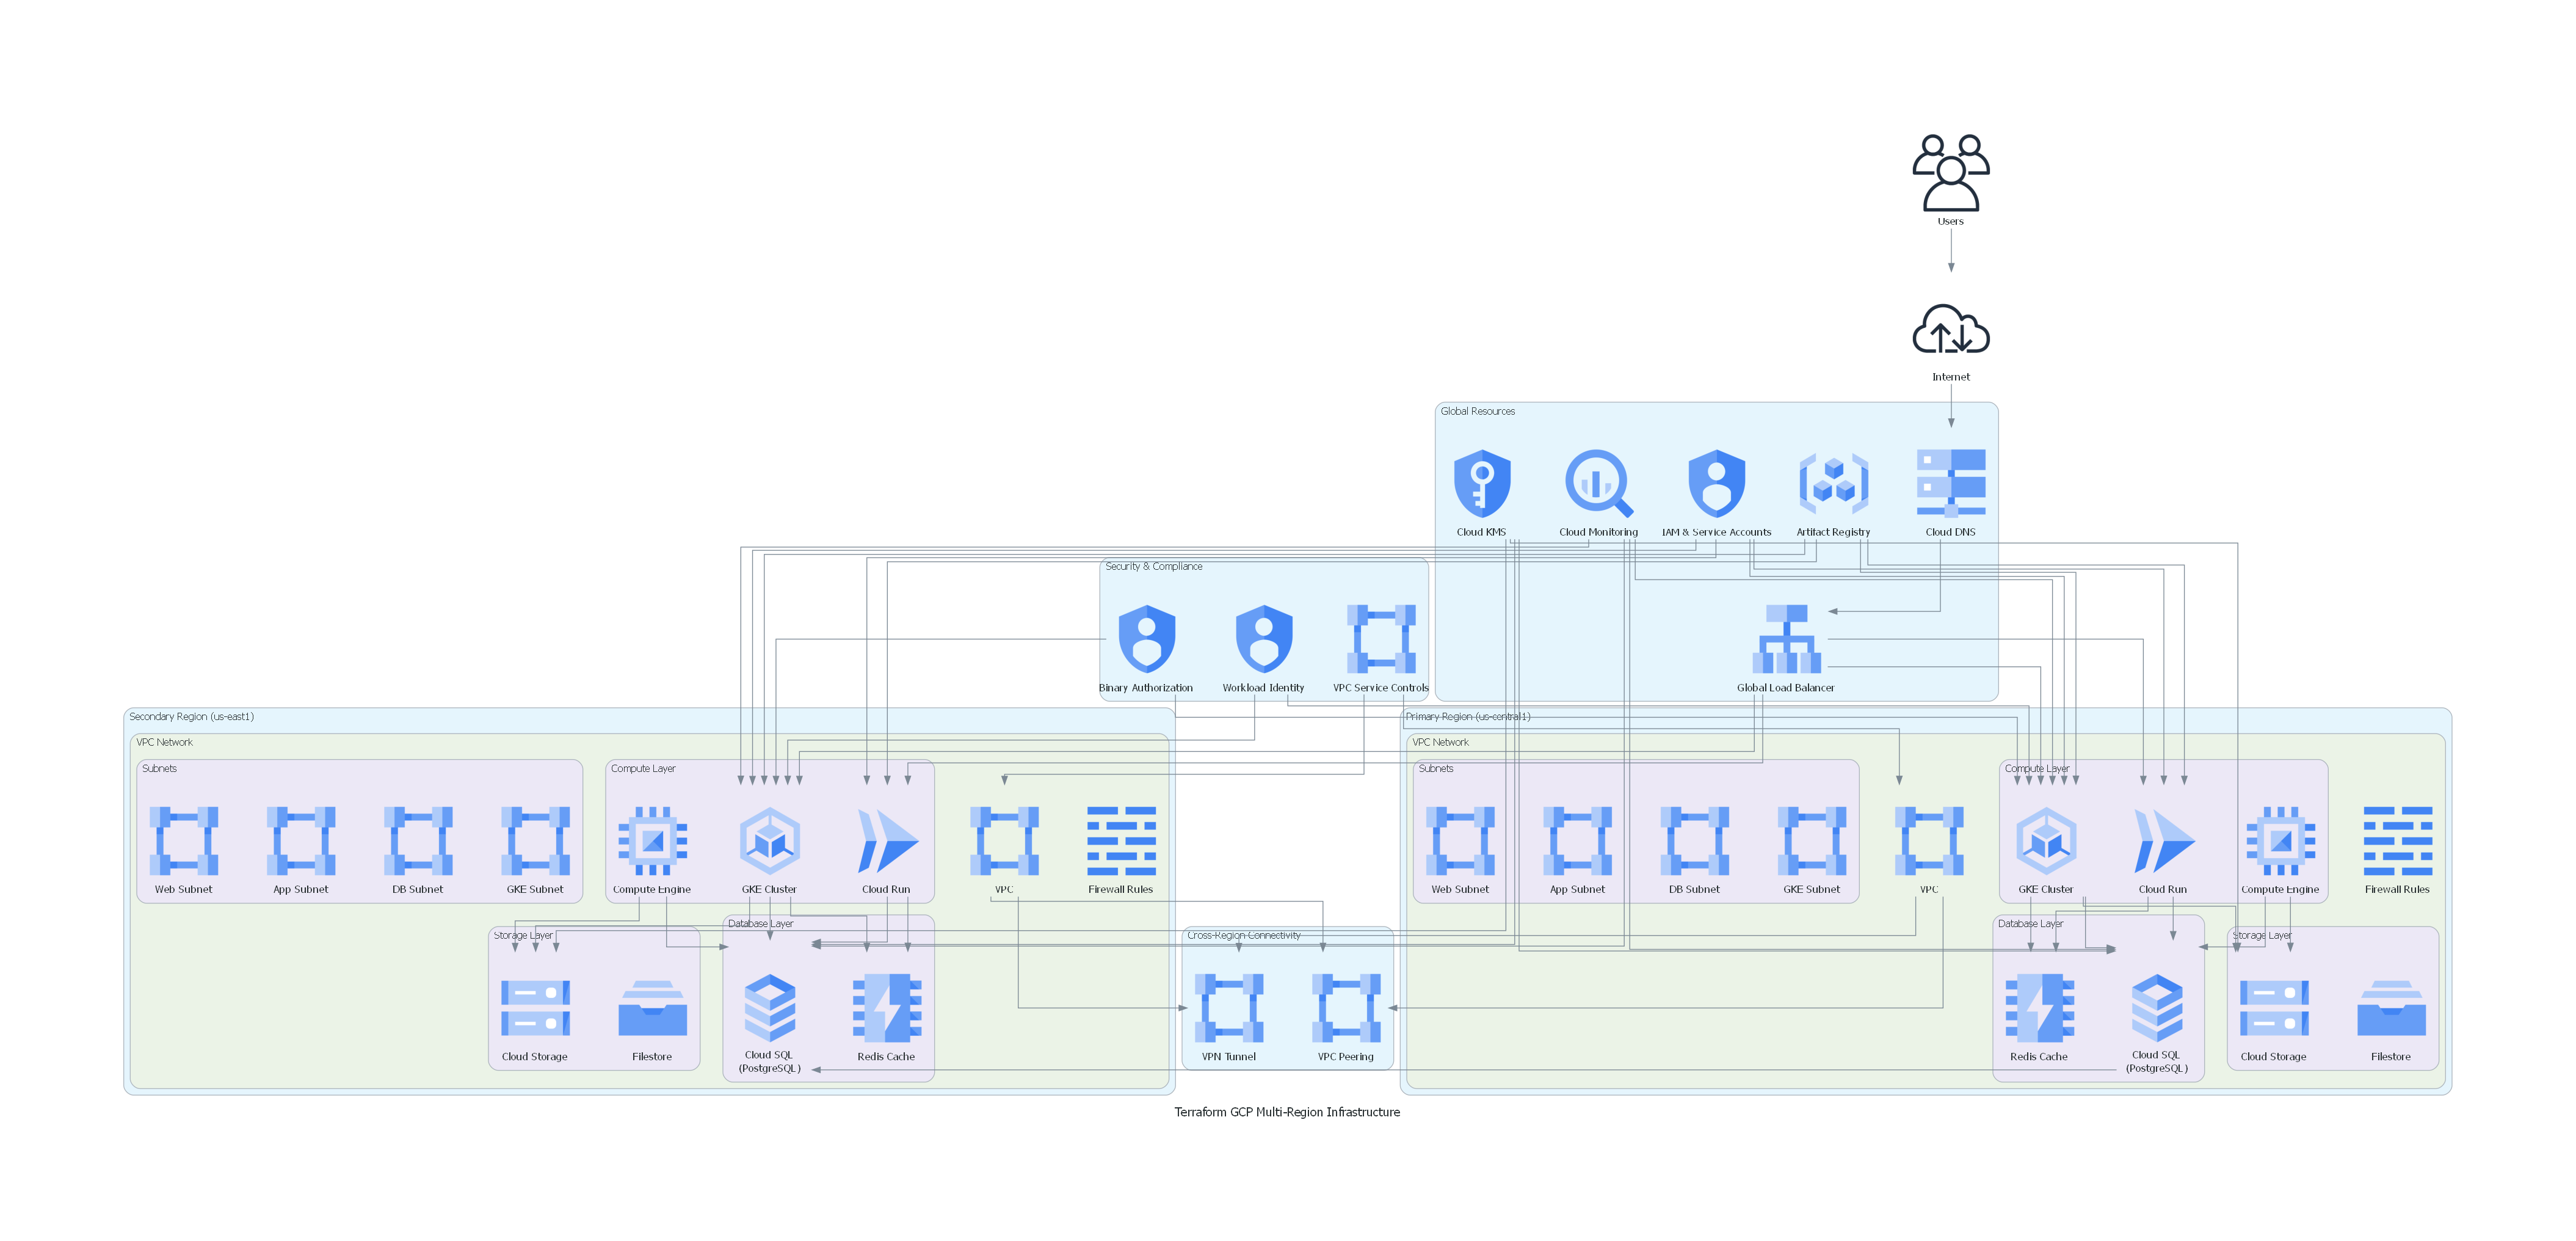 Users
Internet
Global Resources
Cloud KMS
Cloud Monitoring
IAM & Service Accounts
Artifact Registry
Cloud DNS
Security & Compliance
Binary Authorization
Workload Identity
VPC Service Controls
Global Load Balancer
Secondary Region (us-east1)
VPC Network
Subnets
Web Subnet
App Subnet
DB Subnet
GKE Subnet
Compute Layer
Compute Engine
GKE Cluster
Cloud Run
VPC
Firewall Rules
Storage Layer
Cloud Storage
Filestore
Database Layer
Cloud SQL
(PostgreSQL)
Redis Cache
Cross-Region Connectivity
VPN Tunnel
VPC Peering
Primary Region (us-central1)
VPC Network
Subnets
Web Subnet
App Subnet
DB Subnet
GKE Subnet
VPC
Compute Layer
GKE Cluster
Cloud Run
Compute Engine
Firewall Rules
Database Layer
Redis Cache
Cloud SQL
(PostgreSQL)
Storage Layer
Cloud Storage
Filestore
Terraform GCP Multi-Region Infrastructure